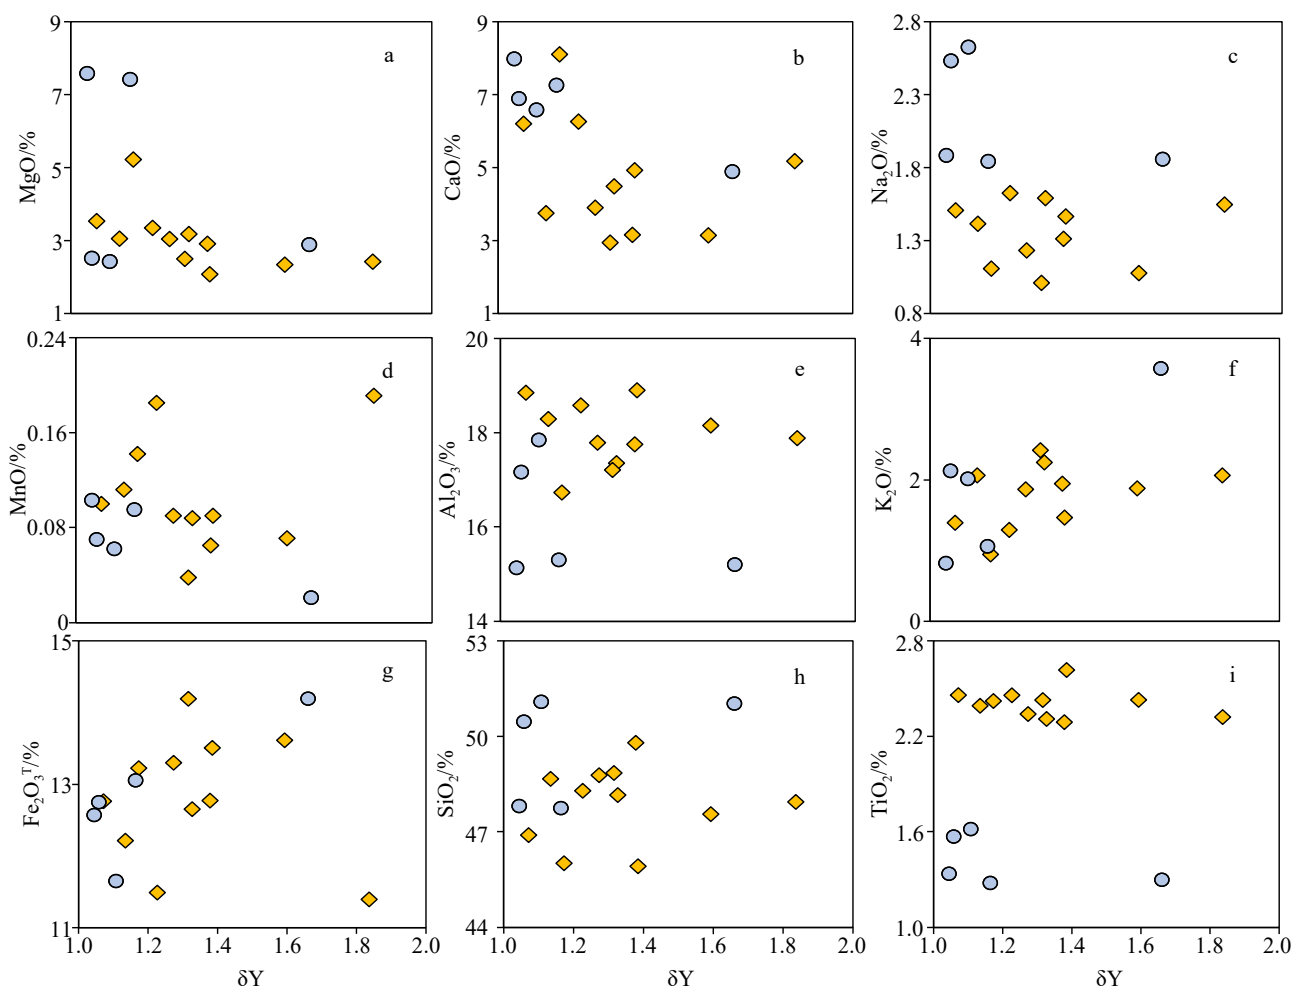 a
MgO/%
9
7
5
3
1
b
CaO/%
9
7
5
3
1
c
Na₂O/%
2.8
2.3
1.8
1.3
0.8
d
MnO/%
0.24
0.16
0.08
0
e
Al₂O₃/%
20
18
16
14
f
K₂O/%
4
2
0
g
Fe₂O₃ᵀ/%
15
13
11
1.0 1.2 1.4 1.6 1.8 2.0
δY
h
SiO₂/%
53
50
47
44
1.0 1.2 1.4 1.6 1.8 2.0
δY
i
TiO₂/%
2.8
2.2
1.6
1.0
1.0 1.2 1.4 1.6 1.8 2.0
δY